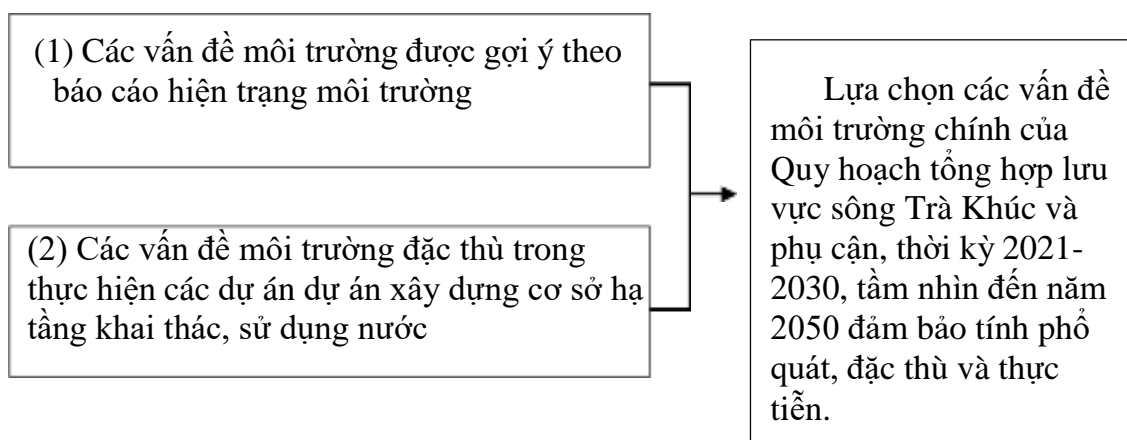 (1) Các vấn đề môi trường được gợi ý theo
báo cáo hiện trạng môi trường
(2) Các vấn đề môi trường đặc thù trong
thực hiện các dự án dự án xây dựng cơ sở hạ
tầng khai thác, sử dụng nước
Lựa chọn các vấn đề
môi trường chính của
Quy hoạch tổng hợp lưu
vực sông Trà Khúc và
phụ cận, thời kỳ 2021-
2030, tầm nhìn đến năm
2050 đảm bảo tính phổ
quát, đặc thù và thực
tiễn.